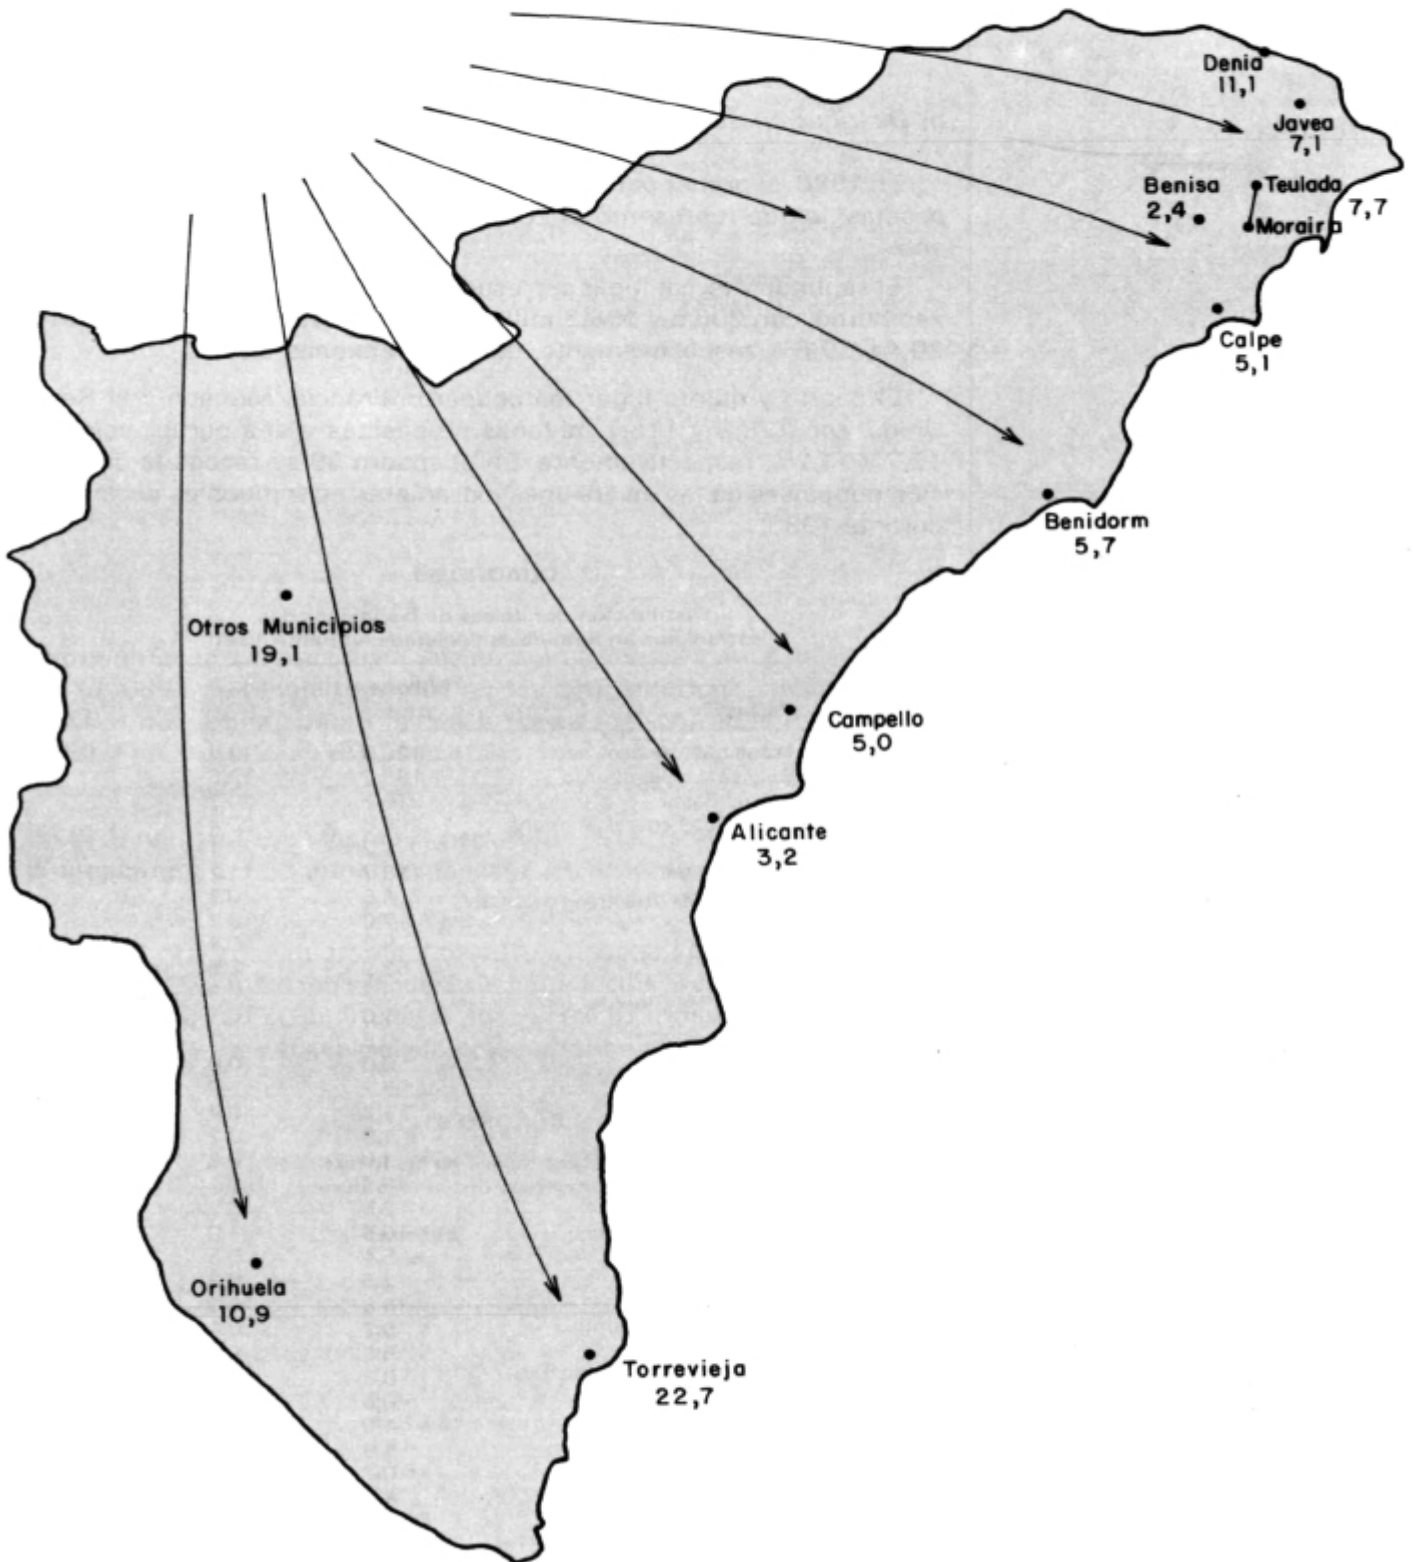 Denia
11,1
Javea
7,1
Benisa
2,4
Teulada
7,7
Moraira
Calpe
5,1
Benidorm
5,7
Otros Municipios
19,1
Campello
5,0
Alicante
3,2
Orihuela
10,9
Torrevieja
22,7